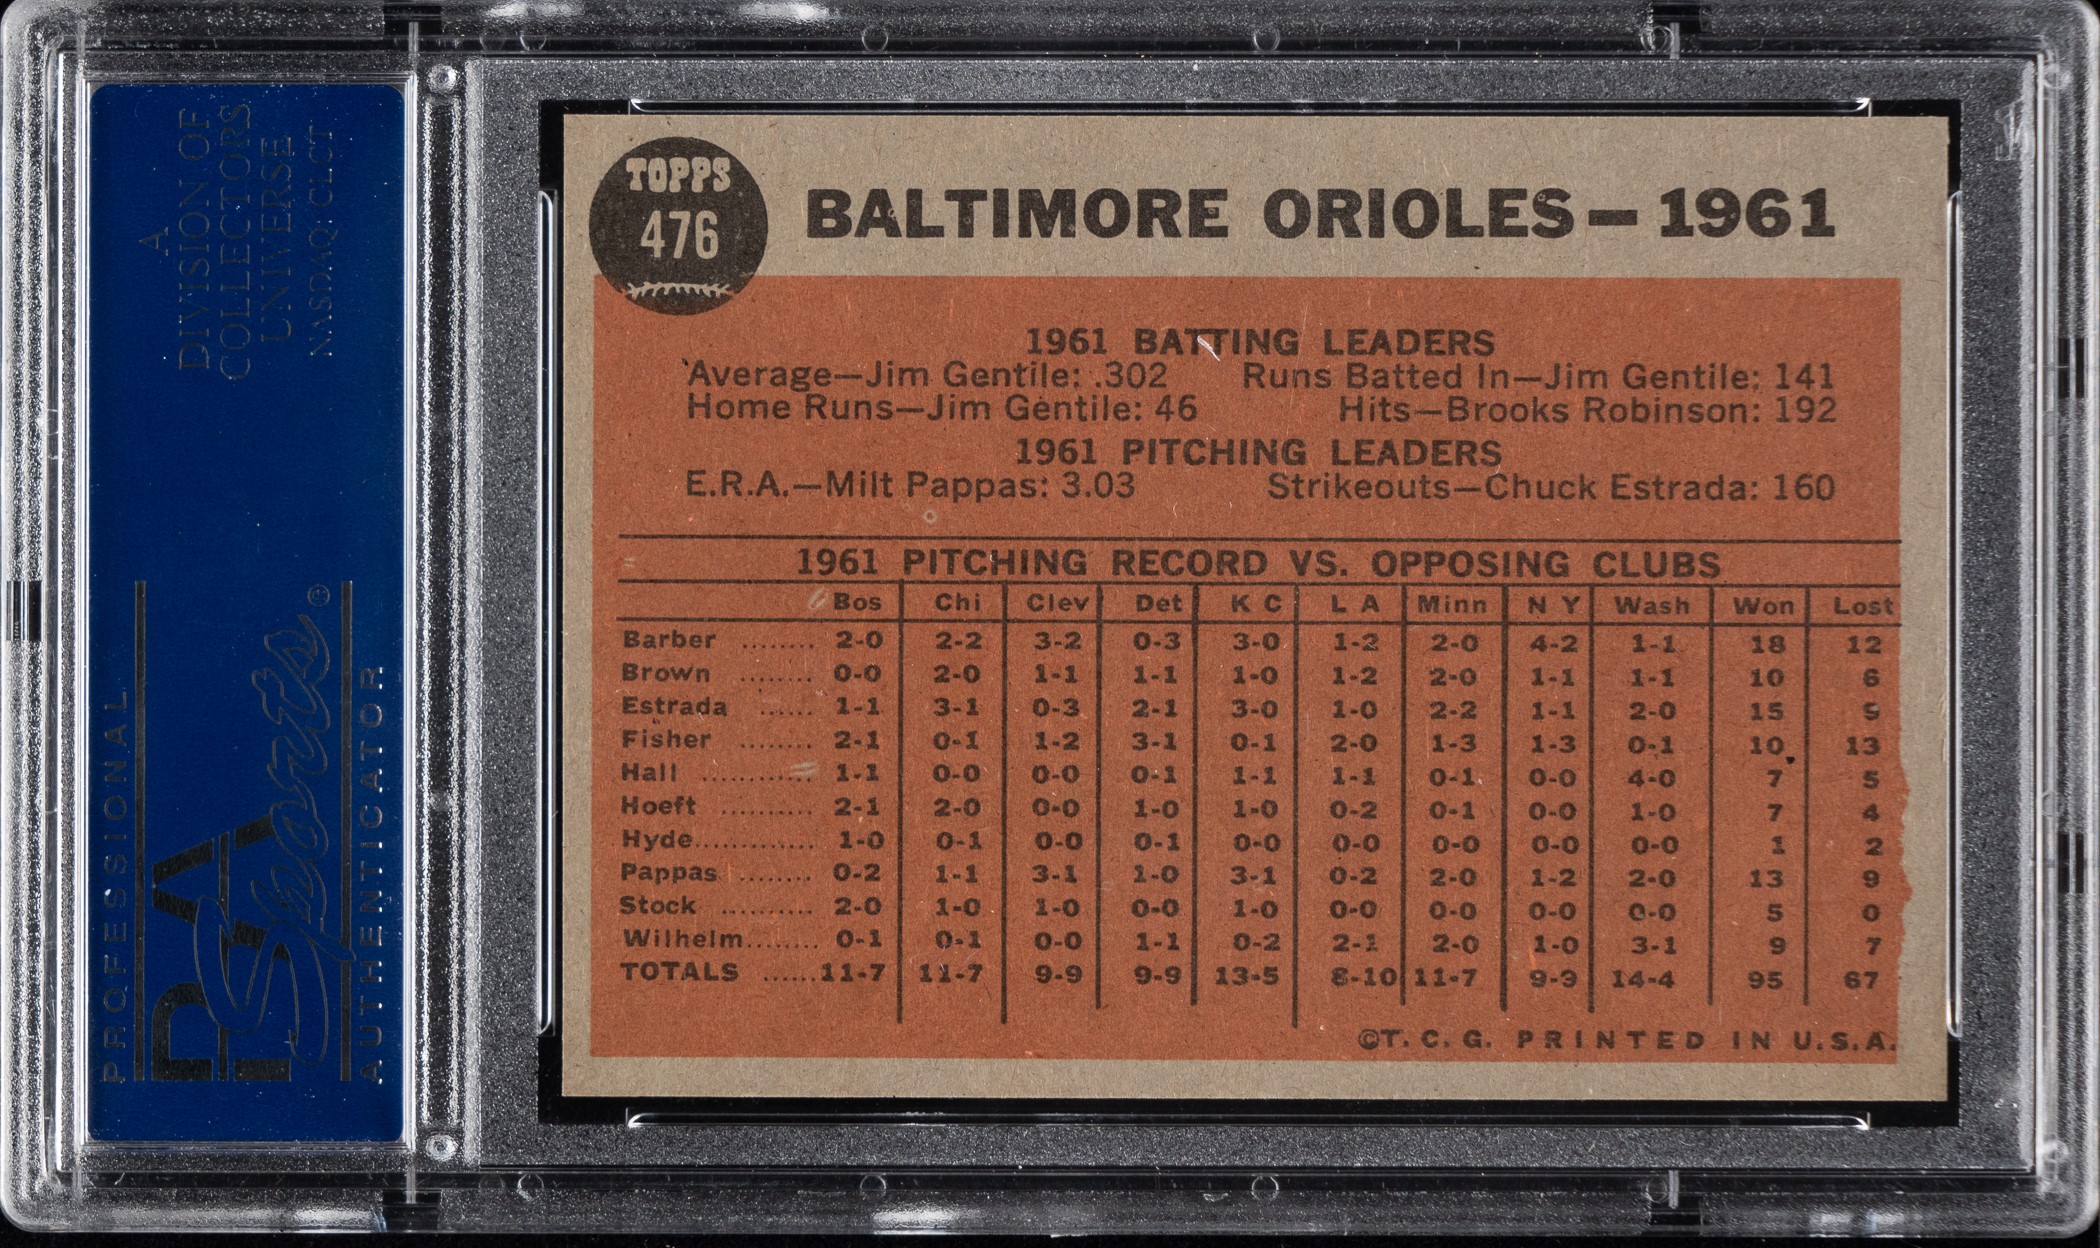 A
DIVISION OF
COLLECTORS
UNIVERSE
NASDAQ: CLCT
PROFESSIONAL
PSA
Sports®
AUTHENTICATOR
TOPPS
476
BALTIMORE ORIOLES—1961
1961 BATTING LEADERS
Average—Jim Gentile: .302 Runs Batted In—Jim Gentile: 141
Home Runs—Jim Gentile: 46 Hits—Brooks Robinson: 192
1961 PITCHING LEADERS
E.R.A.—Milt Pappas: 3.03 Strikeouts—Chuck Estrada: 160
1961 PITCHING RECORD VS. OPPOSING CLUBS
Bos Chi Clev Det K C L A Minn N Y Wash Won Lost
Barber ........ 2-0 2-2 3-2 0-3 3-0 1-2 2-0 4-2 1-1 18 12
Brown ........ 0-0 2-0 1-1 1-1 1-0 1-2 2-0 1-1 1-1 10 6
Estrada ...... 1-1 3-1 0-3 2-1 3-0 1-0 2-2 1-1 2-0 15 9
Fisher ........ 2-1 0-1 1-2 3-1 0-1 2-0 1-3 1-3 0-1 10 13
Hall ............ 1-1 0-0 0-0 0-1 1-1 1-1 0-1 0-0 4-0 7 5
Hoeft .......... 2-1 2-0 0-0 1-0 1-0 0-2 0-1 0-0 1-0 7 4
Hyde............. 1-0 0-1 0-0 0-1 0-0 0-0 0-0 0-0 0-0 1 2
Pappas ........ 0-2 1-1 3-1 1-0 3-1 0-2 2-0 1-2 2-0 13 9
Stock .......... 2-0 1-0 1-0 0-0 1-0 0-0 0-0 0-0 0-0 5 0
Wilhelm........ 0-1 0-1 0-0 1-1 0-2 2-1 2-0 1-0 3-1 9 7
TOTALS ......11-7 11-7 9-9 9-9 13-5 8-10 11-7 9-9 14-4 95 67
©T. C. G. PRINTED IN U.S.A.